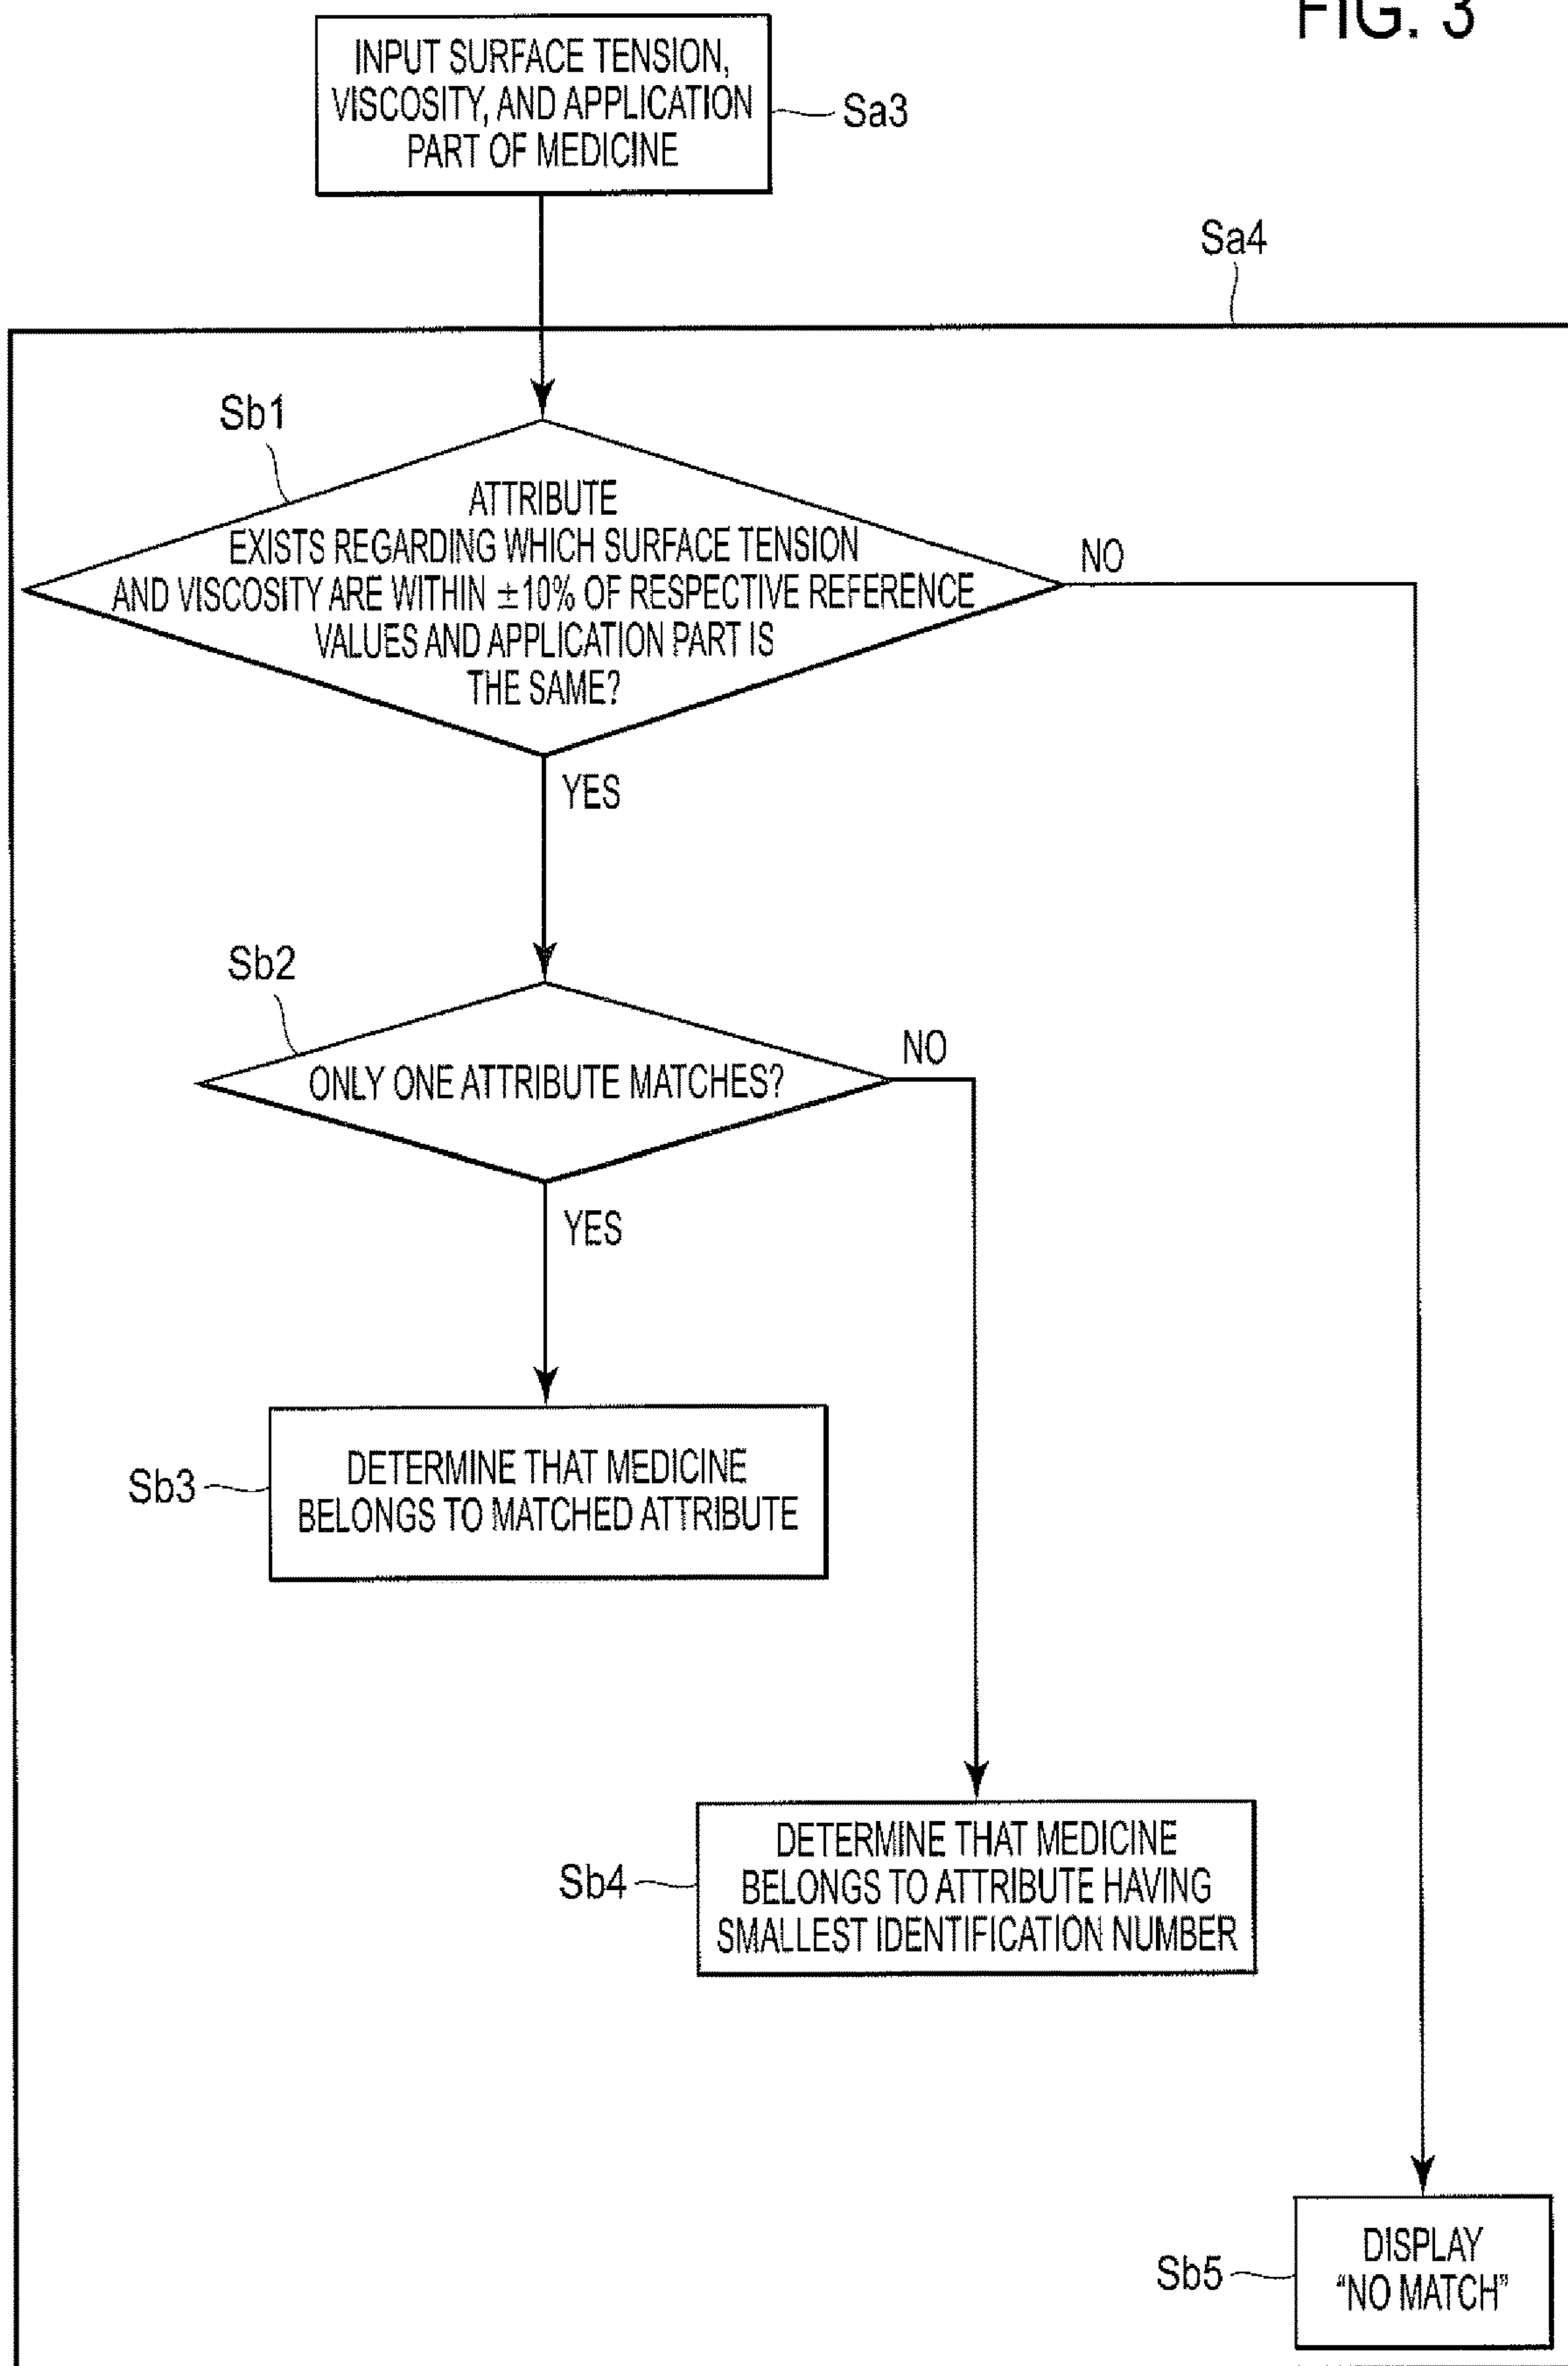 FIG. 3
INPUT SURFACE TENSION,
VISCOSITY, AND APPLICATION
PART OF MEDICINE
Sa3
Sa4
Sb1
ATTRIBUTE
EXISTS REGARDING WHICH SURFACE TENSION
AND VISCOSITY ARE WITHIN ±10% OF RESPECTIVE REFERENCE
VALUES AND APPLICATION PART IS
THE SAME?
NO
YES
Sb2
ONLY ONE ATTRIBUTE MATCHES?
NO
YES
Sb3
DETERMINE THAT MEDICINE
BELONGS TO MATCHED ATTRIBUTE
Sb4
DETERMINE THAT MEDICINE
BELONGS TO ATTRIBUTE HAVING
SMALLEST IDENTIFICATION NUMBER
Sb5
DISPLAY
“NO MATCH”